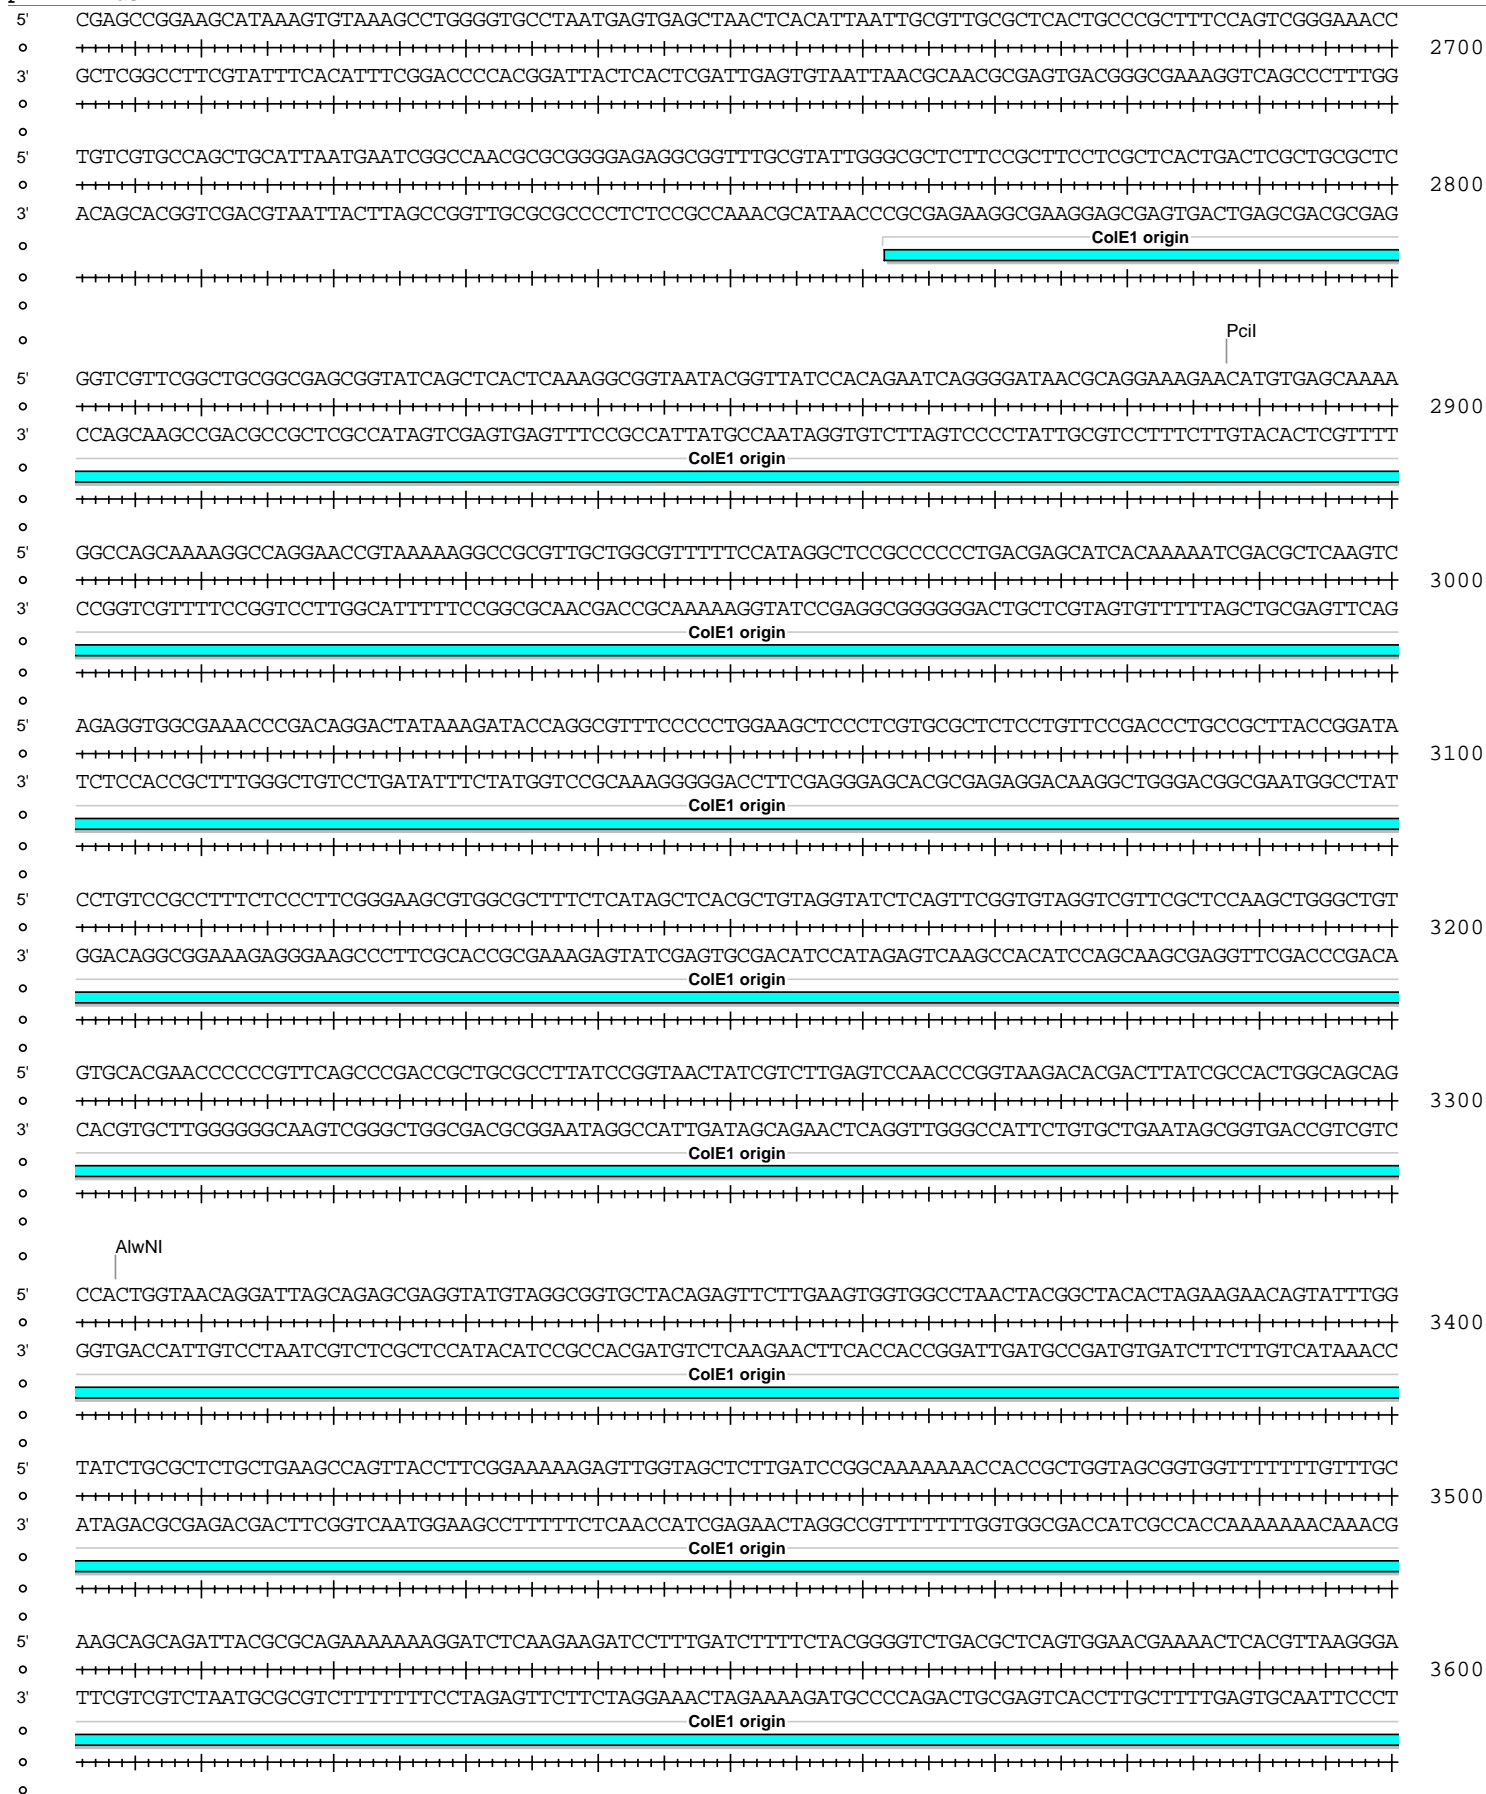 5' CGAGCCGGAAGCATAAAGTGTAAAGCCTGGGGTGCCTAATGAGTGAGCTAACTCACATTAATTGCGTTGCGCTCACTGCCCGCTTTCCAGTCGGGAAACC
2700
3' GCTCGGCCTTCGTATTTCACATTTCGGACCCCACGGATTACTCACTCGATTGAGTGTAATTAACGCAACGCGAGTGACGGGCGAAAGGTCAGCCCTTTGG
5' TGTCGTGCCAGCTGCATTAATGAATCGGCCAACGCGCGGGGAGAGGCGGTTTGCGTATTGGGCGCTCTTCCGCTTCCTCGCTCACTGACTCGCTGCGCTC
2800
3' ACAGCACGGTCGACGTAATTACTTAGCCGGTTGCGCGCCCCTCTCCGCCAAACGCATAACCCGCGAGAAGGCGAAGGAGCGAGTGACTGAGCGACGCGAG
ColE1 origin
PciI
5' GGTCGTTCGGCTGCGGCGAGCGGTATCAGCTCACTCAAAGGCGGTAATACGGTTATCCACAGAATCAGGGGATAACGCAGGAAAGAACATGTGAGCAAAA
2900
3' CCAGCAAGCCGACGCCGCTCGCCATAGTCGAGTGAGTTTCCGCCATTATGCCAATAGGTGTCTTAGTCCCCTATTGCGTCCTTTCTTGTACACTCGTTTT
ColE1 origin
5' GGCCAGCAAAAGGCCAGGAACCGTAAAAAGGCCGCGTTGCTGGCGTTTTTCCATAGGCTCCGCCCCCCTGACGAGCATCACAAAAATCGACGCTCAAGTC
3000
3' CCGGTCGTTTTCCGGTCCTTGGCATTTTTCCGGCGCAACGACCGCAAAAAGGTATCCGAGGCGGGGGGACTGCTCGTAGTGTTTTTAGCTGCGAGTTCAG
ColE1 origin
5' AGAGGTGGCGAAACCCGACAGGACTATAAAGATACCAGGCGTTTCCCCCTGGAAGCTCCCTCGTGCGCTCTCCTGTTCCGACCCTGCCGCTTACCGGATA
3100
3' TCTCCACCGCTTTGGGCTGTCCTGATATTTCTATGGTCCGCAAAGGGGGACCTTCGAGGGAGCACGCGAGAGGACAAGGCTGGGACGGCGAATGGCCTAT
ColE1 origin
5' CCTGTCCGCCTTTCTCCCTTCGGGAAGCGTGGCGCTTTCTCATAGCTCACGCTGTAGGTATCTCAGTTCGGTGTAGGTCGTTCGCTCCAAGCTGGGCTGT
3200
3' GGACAGGCGGAAAGAGGGAAGCCCTTCGCACCGCGAAAGAGTATCGAGTGCGACATCCATAGAGTCAAGCCACATCCAGCAAGCGAGGTTCGACCCGACA
ColE1 origin
5' GTGCACGAACCCCCCGTTCAGCCCGACCGCTGCGCCTTATCCGGTAACTATCGTCTTGAGTCCAACCCGGTAAGACACGACTTATCGCCACTGGCAGCAG
3300
3' CACGTGCTTGGGGGGCAAGTCGGGCTGGCGACGCGGAATAGGCCATTGATAGCAGAACTCAGGTTGGGCCATTCTGTGCTGAATAGCGGTGACCGTCGTC
ColE1 origin
AlwNI
5' CCACTGGTAACAGGATTAGCAGAGCGAGGTATGTAGGCGGTGCTACAGAGTTCTTGAAGTGGTGGCCTAACTACGGCTACACTAGAAGAACAGTATTTGG
3400
3' GGTGACCATTGTCCTAATCGTCTCGCTCCATACATCCGCCACGATGTCTCAAGAACTTCACCACCGGATTGATGCCGATGTGATCTTCTTGTCATAAACC
ColE1 origin
5' TATCTGCGCTCTGCTGAAGCCAGTTACCTTCGGAAAAAGAGTTGGTAGCTCTTGATCCGGCAAAAAAACCACCGCTGGTAGCGGTGGTTTTTTTGTTTGC
3500
3' ATAGACGCGAGACGACTTCGGTCAATGGAAGCCTTTTTCTCAACCATCGAGAACTAGGCCGTTTTTTTGGTGGCGACCATCGCCACCAAAAAAACAAACG
ColE1 origin
5' AAGCAGCAGATTACGCGCAGAAAAAAAGGATCTCAAGAAGATCCTTTGATCTTTTCTACGGGGTCTGACGCTCAGTGGAACGAAAACTCACGTTAAGGGA
3600
3' TTCGTCGTCTAATGCGCGTCTTTTTTTCCTAGAGTTCTTCTAGGAAACTAGAAAAGATGCCCCAGACTGCGAGTCACCTTGCTTTTGAGTGCAATTCCCT
ColE1 origin